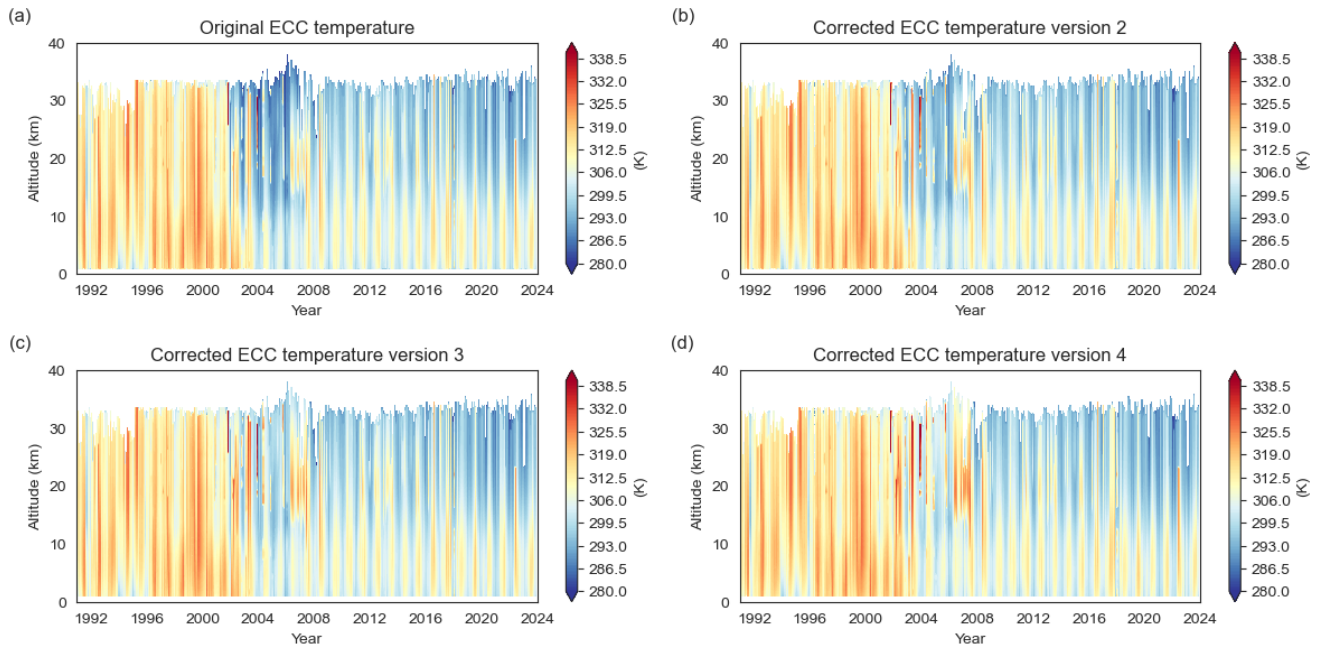 (a)
Original ECC temperature
40
30
20
10
0
Altitude (km)
1992 1996 2000 2004 2008 2012 2016 2020 2024
Year
338.5
332.0
325.5
319.0
312.5
306.0
299.5
293.0
286.5
280.0
(K)
(b)
Corrected ECC temperature version 2
40
30
20
10
0
Altitude (km)
1992 1996 2000 2004 2008 2012 2016 2020 2024
Year
338.5
332.0
325.5
319.0
312.5
306.0
299.5
293.0
286.5
280.0
(K)
(c)
Corrected ECC temperature version 3
40
30
20
10
0
Altitude (km)
1992 1996 2000 2004 2008 2012 2016 2020 2024
Year
338.5
332.0
325.5
319.0
312.5
306.0
299.5
293.0
286.5
280.0
(K)
(d)
Corrected ECC temperature version 4
40
30
20
10
0
Altitude (km)
1992 1996 2000 2004 2008 2012 2016 2020 2024
Year
338.5
332.0
325.5
319.0
312.5
306.0
299.5
293.0
286.5
280.0
(K)